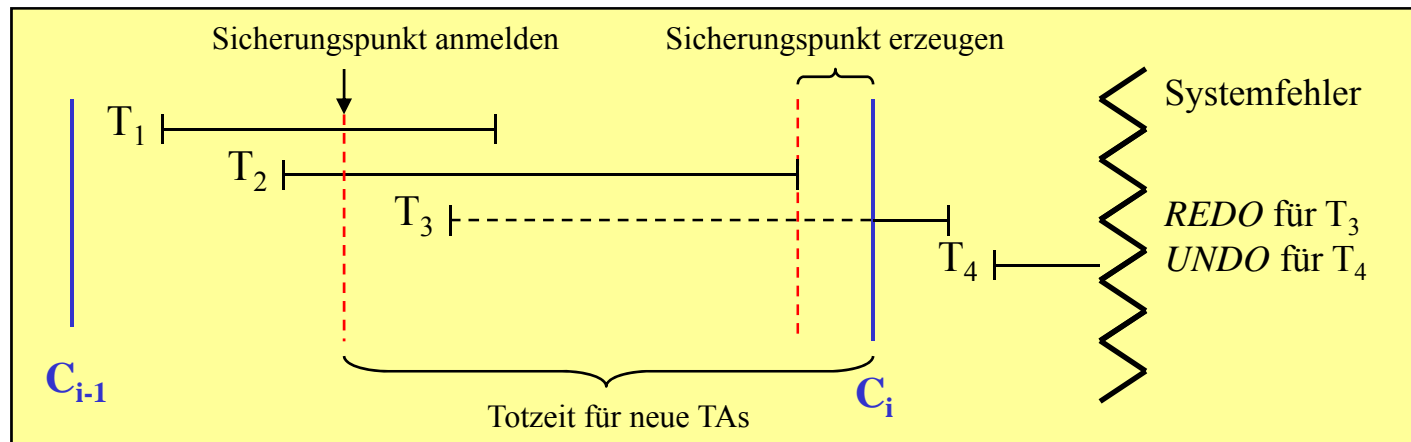 Sicherungspunkt anmelden
Sicherungspunkt erzeugen
Systemfehler
T₁
T₂
T₃
REDO für T₃
T₄
UNDO für T₄
Cᵢ₋₁
Cᵢ
Totzeit für neue TAs